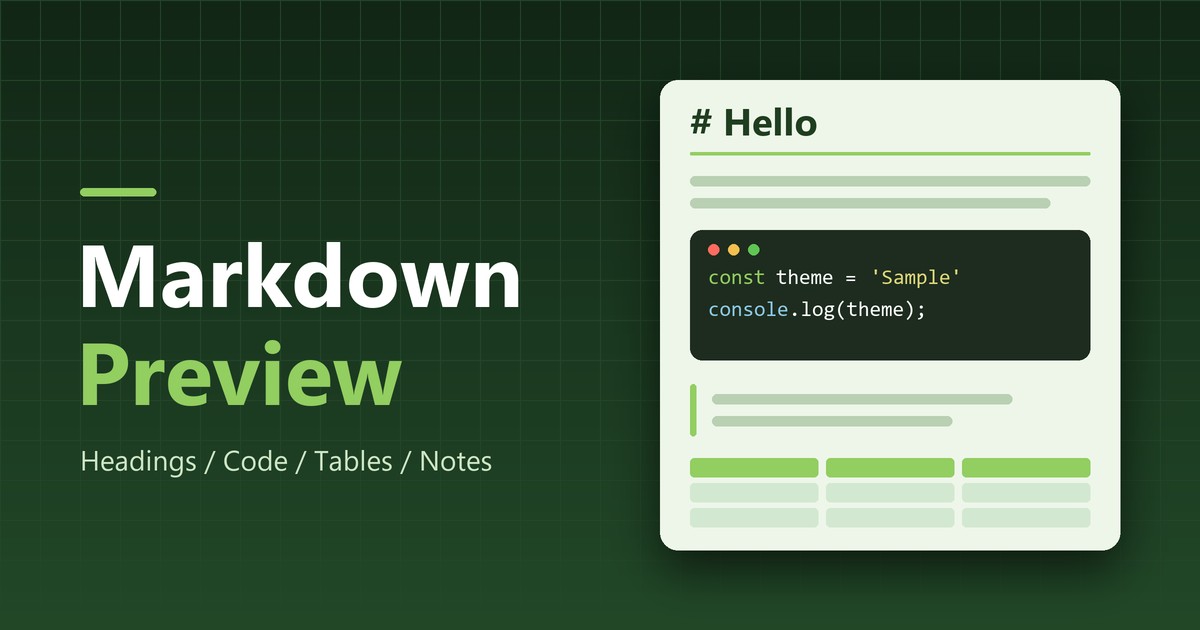 Markdown
Preview
Headings / Code / Tables / Notes
# Hello
const theme = 'Sample'
console.log(theme);